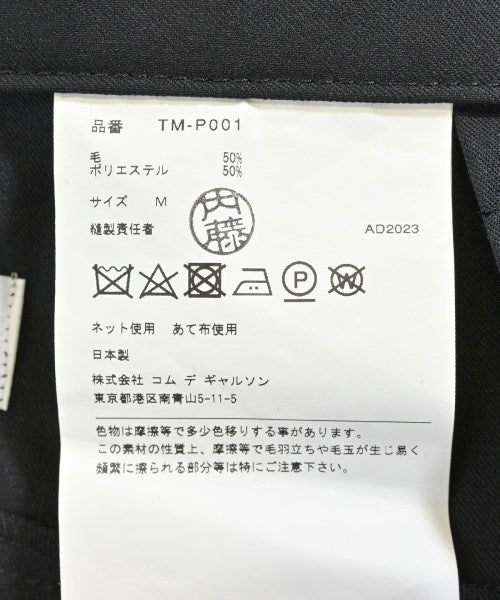 品番 TM-P001
毛 50%
ポリエステル 50%
サイズ M
内藤
縫製責任者 AD2023
P W
ネット使用 あて布使用
日本製
株式会社 コム デ ギャルソン
東京都港区南青山5-11-5
色物は摩擦等で多少色移りする事があります。
この素材の性質上、摩擦等で毛羽立ちや毛玉が生じ易く
頻繁に擦られる部分等は特にご注意下さい。